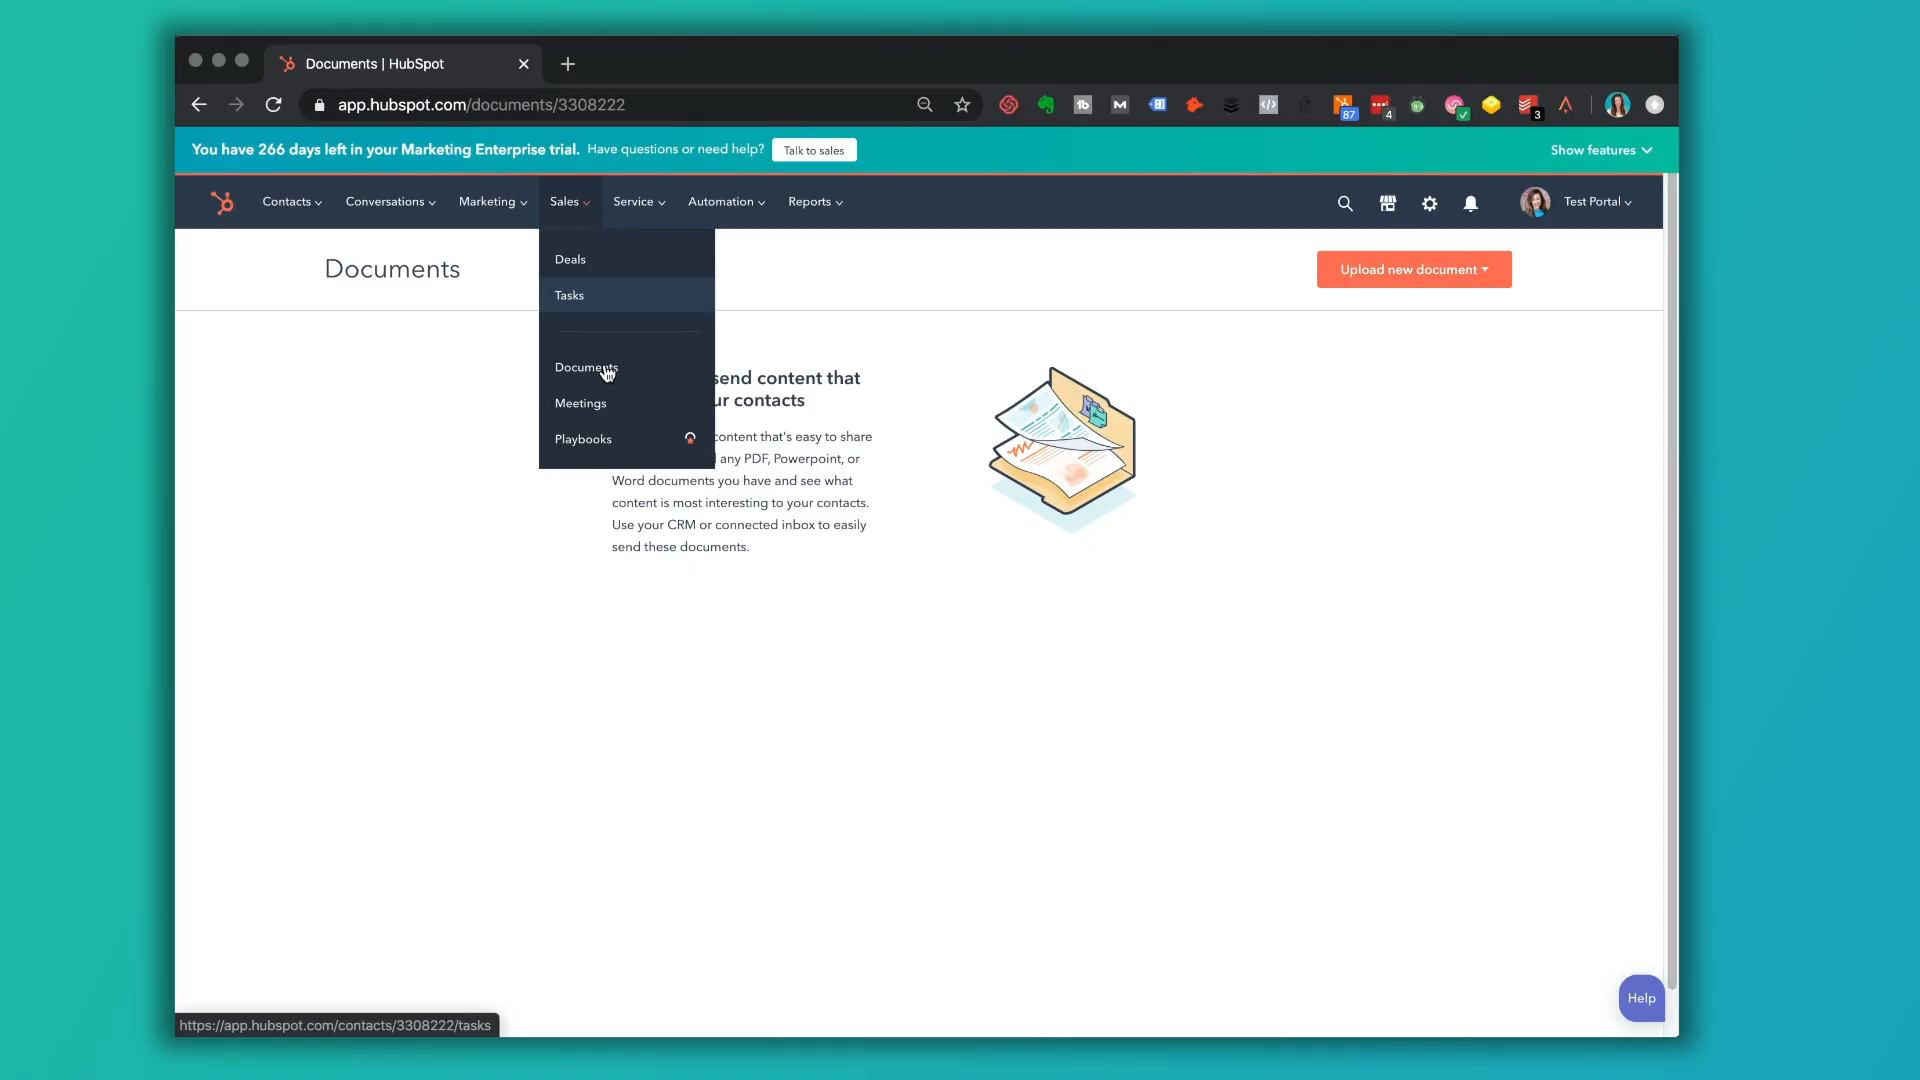 Documents | HubSpot
app.hubspot.com/documents/3308222
87
4
3
You have 266 days left in your Marketing Enterprise trial. Have questions or need help? Talk to sales
Show features
Contacts
Conversations
Marketing
Sales
Service
Automation
Reports
Test Portal
Documents
Upload new document
Deals
Tasks
Documents
Meetings
Playbooks
send content that
ur contacts
content that's easy to share
any PDF, Powerpoint, or
Word documents you have and see what
content is most interesting to your contacts.
Use your CRM or connected inbox to easily
send these documents.
Help
https://app.hubspot.com/contacts/3308222/tasks